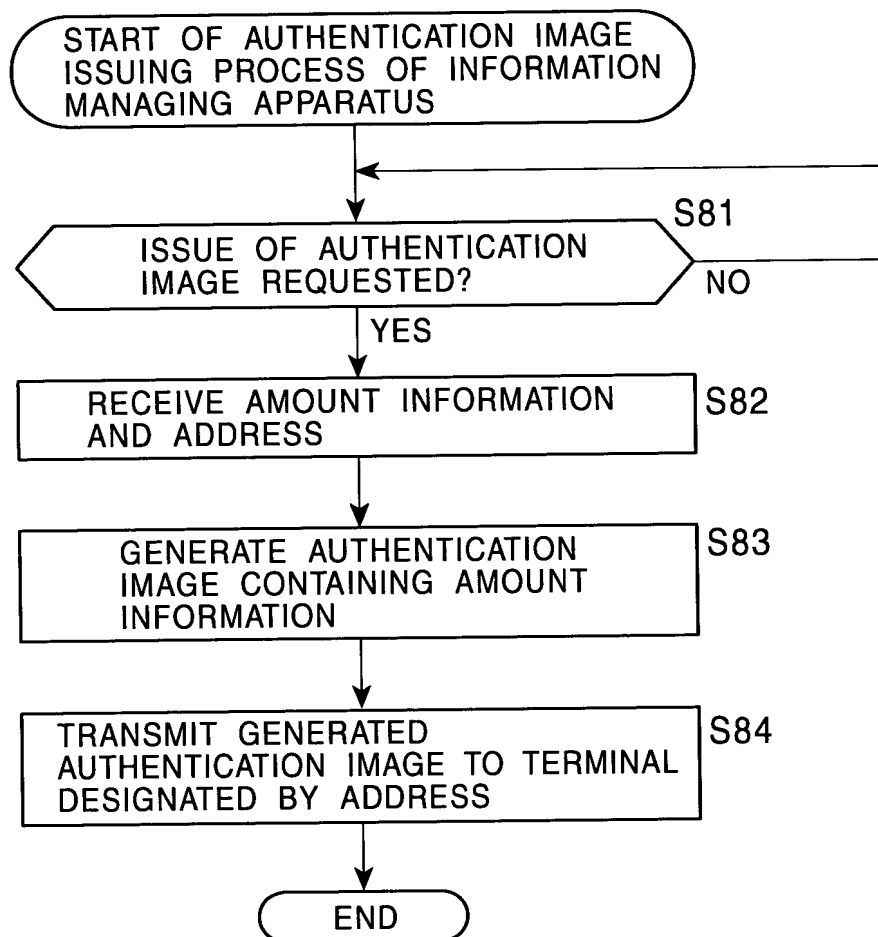 START OF AUTHENTICATION IMAGE
ISSUING PROCESS OF INFORMATION
MANAGING APPARATUS
S81
ISSUE OF AUTHENTICATION
IMAGE REQUESTED?
NO
YES
RECEIVE AMOUNT INFORMATION
AND ADDRESS
S82
GENERATE AUTHENTICATION
IMAGE CONTAINING AMOUNT
INFORMATION
S83
TRANSMIT GENERATED
AUTHENTICATION IMAGE TO TERMINAL
DESIGNATED BY ADDRESS
S84
END